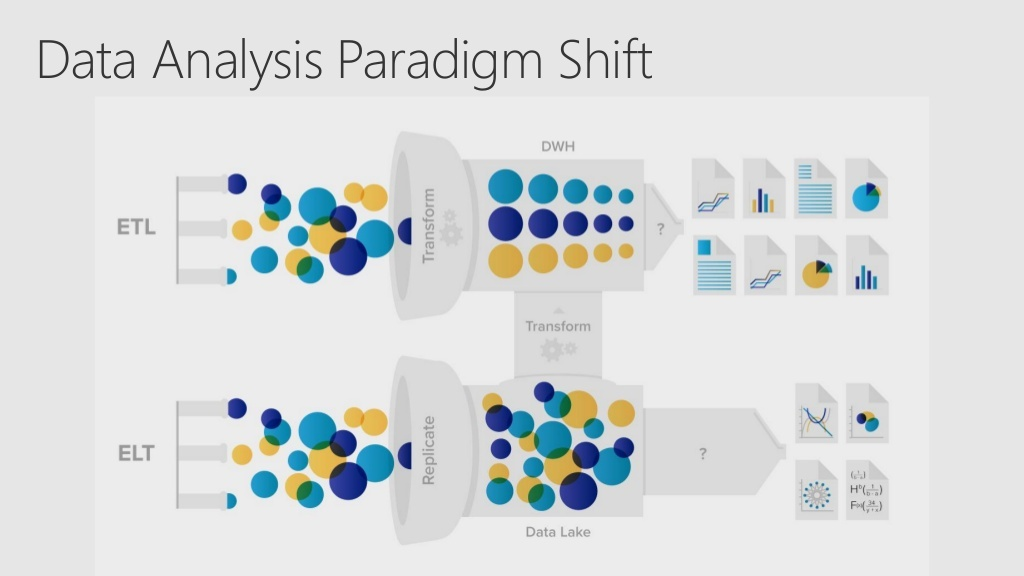 Data Analysis Paradigm Shift
DWH
ETL
Transform
?
Transform
ELT
Replicate
?
Data Lake